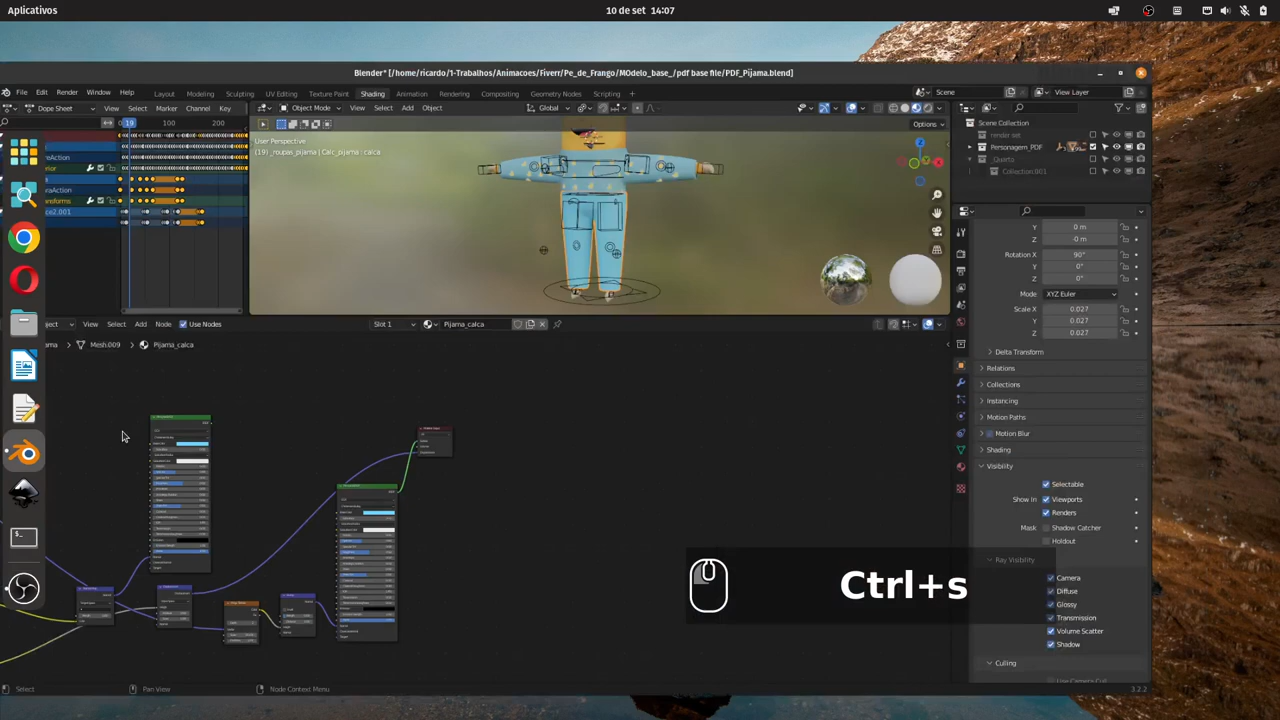 Aplicativos
10 de set 14:07
Blender* [/home/ricardo/1-Trabalhos/Animacoes/Fiverr/Pe_de_Frango/MOdelo_base_/pdf base file/PDF_Pijama.blend]
File Edit Render Window Help Layout Modeling Sculpting UV Editing Texture Paint Shading Animation Rendering Compositing Geometry Nodes Scripting + Scene View Layer
Dope Sheet View Select Marker Channel Key Object Mode View Select Add Object Global
19 100 200
Options
User Perspective
(19) _roupas_pijama | Calc_pijama : calca
Scene Collection
render set
Personagem_PDF
Collection.001
Y 0 m
Z -0 m
Rotation X 90°
Y 0°
Z 0°
Mode XYZ Euler
Scale X 0.027
Y 0.027
Z 0.027
Delta Transform
Relations
Collections
Instancing
Motion Paths
Motion Blur
Shading
Visibility
Selectable
Show In Viewports
Renders
Mask Shadow Catcher
Holdout
Ray Visibility
Camera
Diffuse
Glossy
Transmission
Volume Scatter
Shadow
Culling
View Select Add Node Use Nodes Slot 1 Pijama_calca
Mesh.009 Pijama_calca
Ctrl+s
Select Pan View Node Context Menu 3.2.2